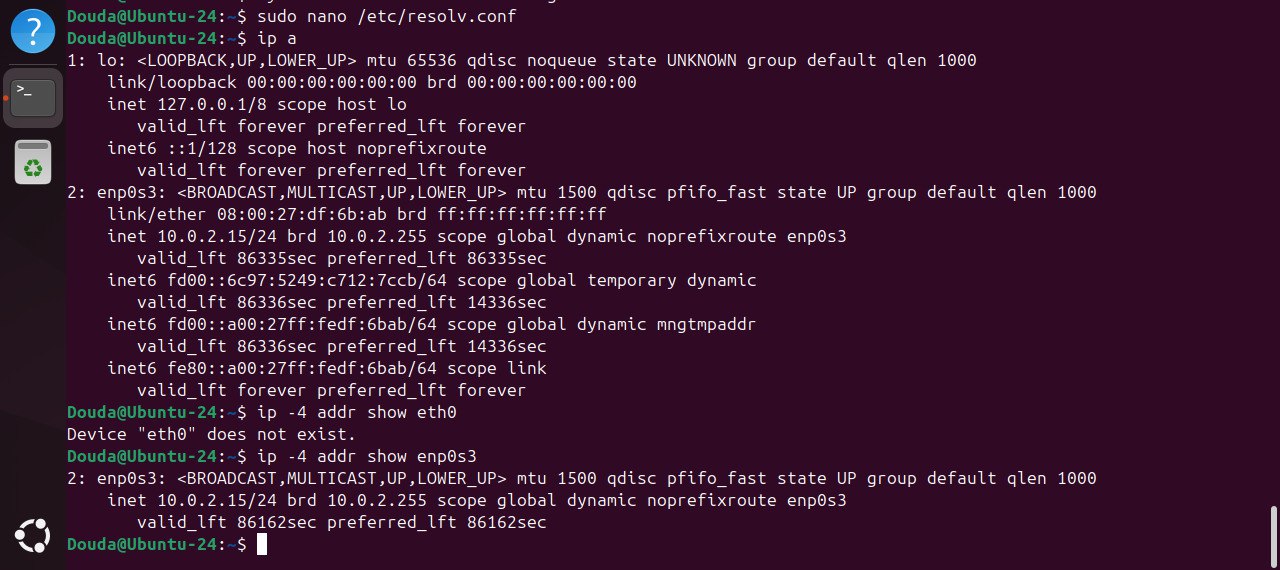 Douda@Ubuntu-24:~$ sudo nano /etc/resolv.conf
Douda@Ubuntu-24:~$ ip a
1: lo: <LOOPBACK,UP,LOWER_UP> mtu 65536 qdisc noqueue state UNKNOWN group default qlen 1000
    link/loopback 00:00:00:00:00:00 brd 00:00:00:00:00:00
    inet 127.0.0.1/8 scope host lo
       valid_lft forever preferred_lft forever
    inet6 ::1/128 scope host noprefixroute
       valid_lft forever preferred_lft forever
2: enp0s3: <BROADCAST,MULTICAST,UP,LOWER_UP> mtu 1500 qdisc pfifo_fast state UP group default qlen 1000
    link/ether 08:00:27:df:6b:ab brd ff:ff:ff:ff:ff:ff
    inet 10.0.2.15/24 brd 10.0.2.255 scope global dynamic noprefixroute enp0s3
       valid_lft 86335sec preferred_lft 86335sec
    inet6 fd00::6c97:5249:c712:7ccb/64 scope global temporary dynamic
       valid_lft 86336sec preferred_lft 14336sec
    inet6 fd00::a00:27ff:fedf:6bab/64 scope global dynamic mngtmpaddr
       valid_lft 86336sec preferred_lft 14336sec
    inet6 fe80::a00:27ff:fedf:6bab/64 scope link
       valid_lft forever preferred_lft forever
Douda@Ubuntu-24:~$ ip -4 addr show eth0
Device "eth0" does not exist.
Douda@Ubuntu-24:~$ ip -4 addr show enp0s3
2: enp0s3: <BROADCAST,MULTICAST,UP,LOWER_UP> mtu 1500 qdisc pfifo_fast state UP group default qlen 1000
    inet 10.0.2.15/24 brd 10.0.2.255 scope global dynamic noprefixroute enp0s3
       valid_lft 86162sec preferred_lft 86162sec
Douda@Ubuntu-24:~$